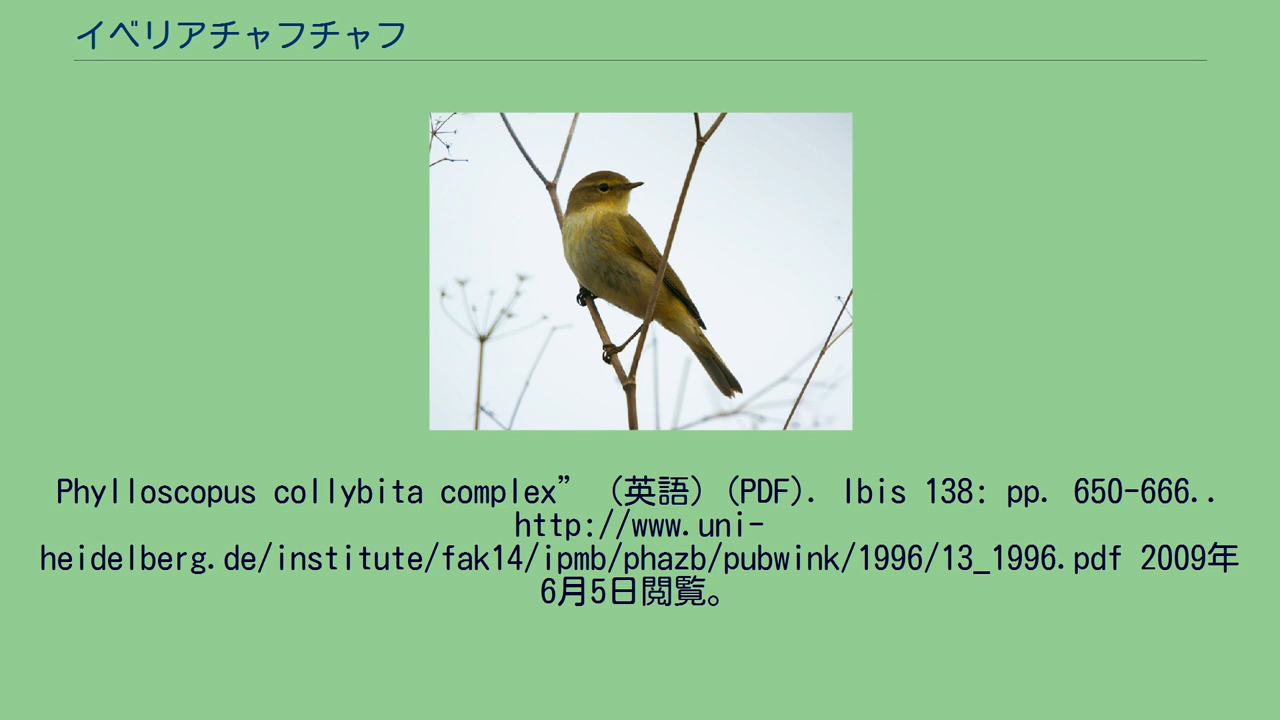 イベリアチャフチャフ
Phylloscopus collybita complex” (英語) (PDF). Ibis 138: pp. 650-666..
http://www.uni-
heidelberg.de/institute/fak14/ipmb/phazb/pubwink/1996/13_1996.pdf 2009年
6月5日閲覧。